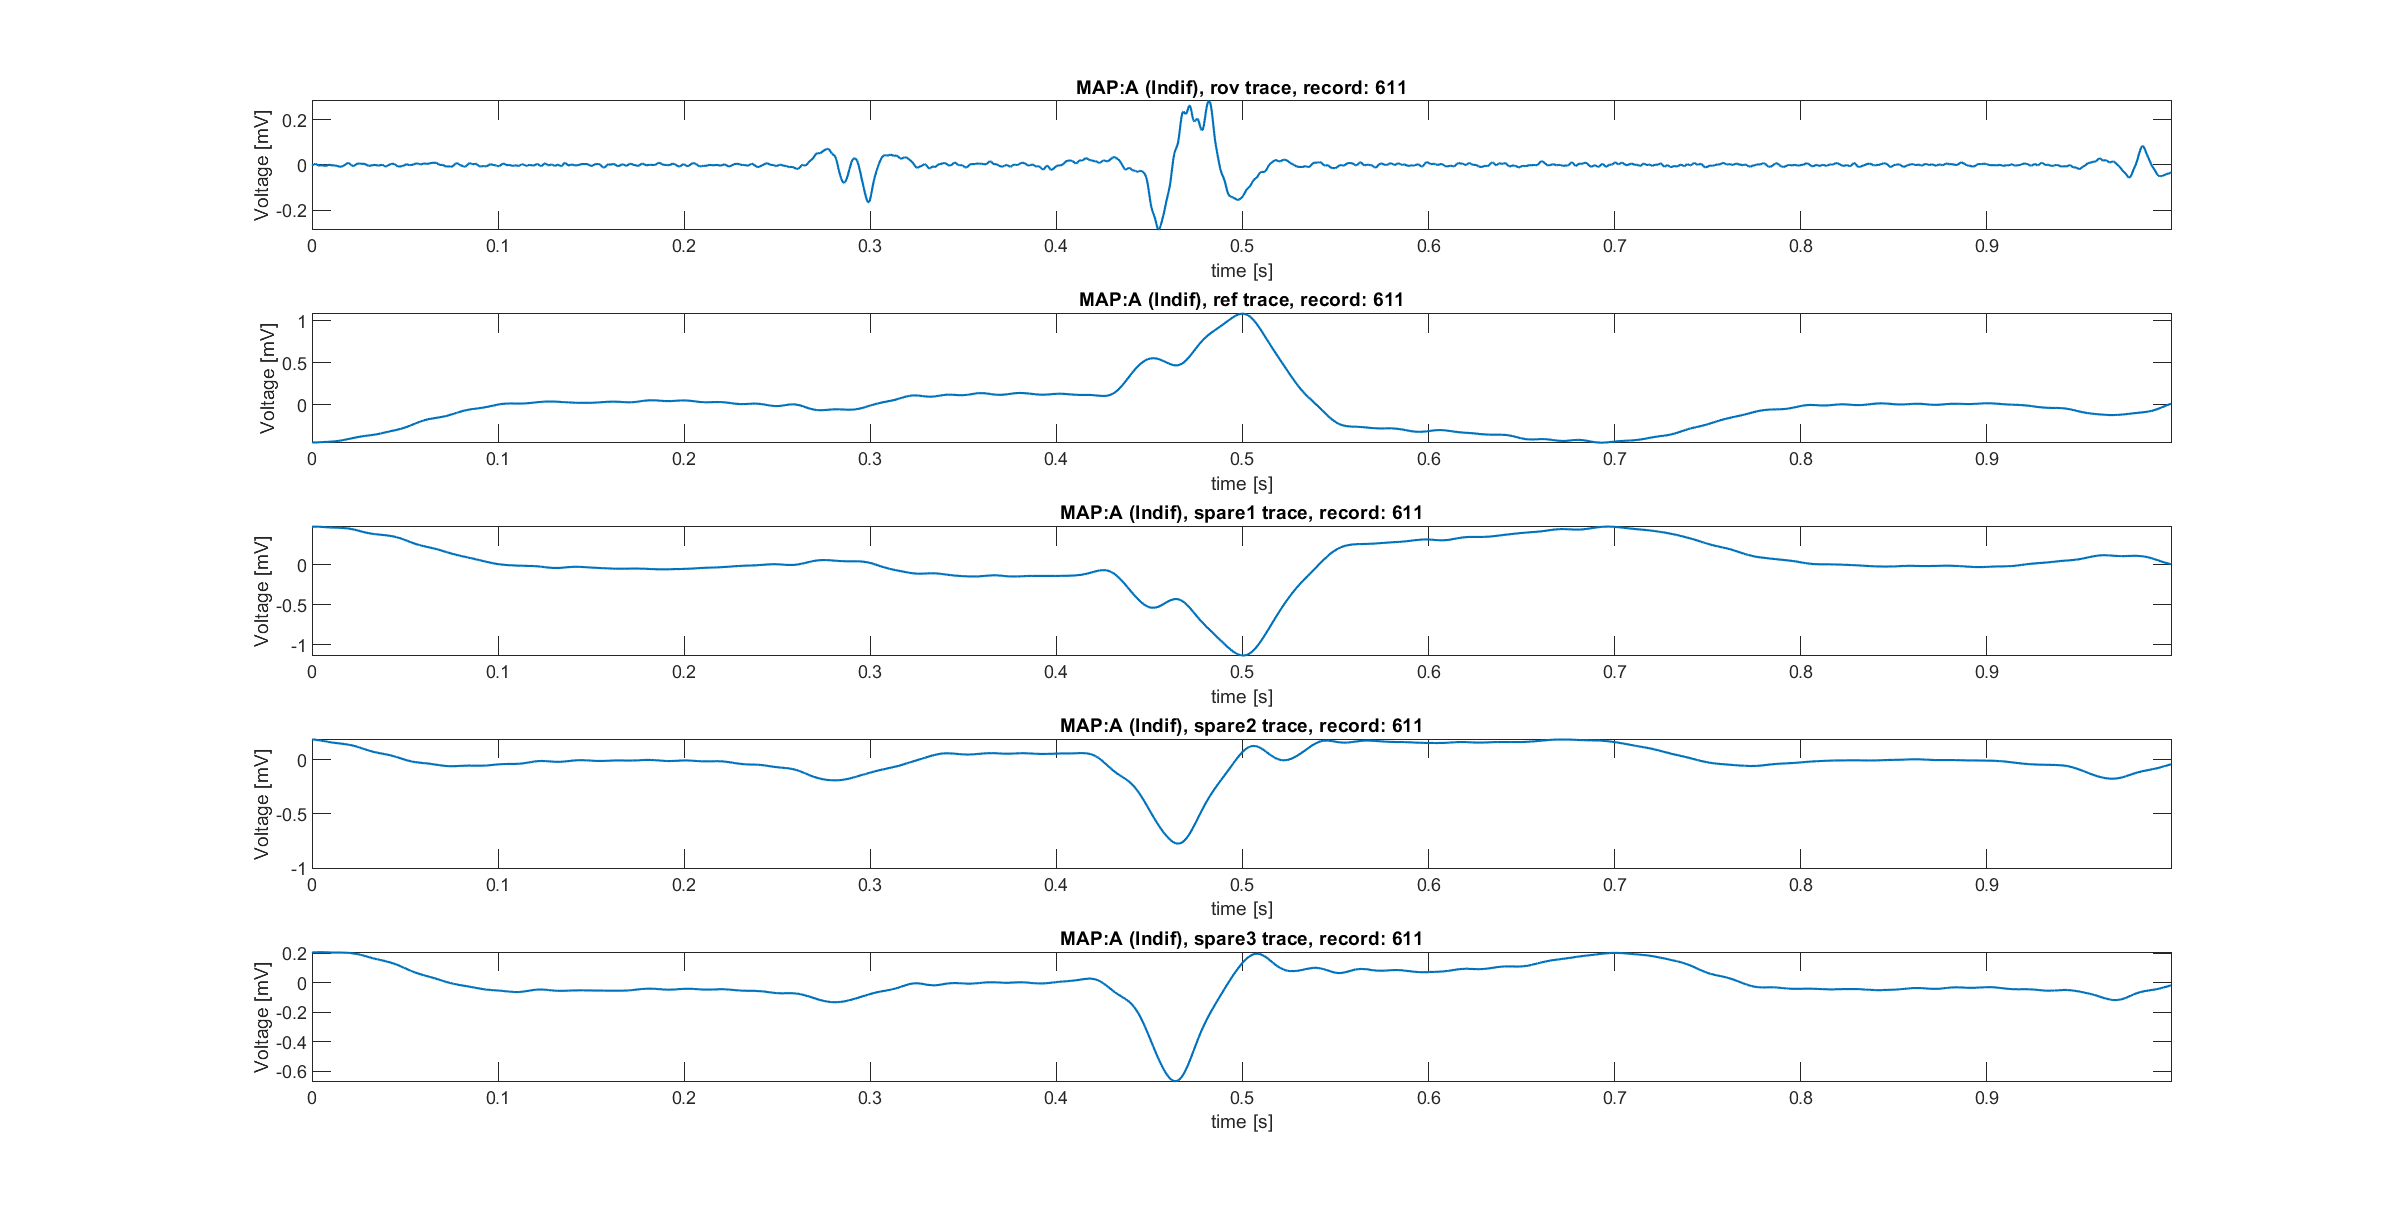 MAP:A (Indif), rov trace, record: 611
Voltage [mV]
0.2
0
-0.2
0 0.1 0.2 0.3 0.4 0.5 0.6 0.7 0.8 0.9
time [s]
MAP:A (Indif), ref trace, record: 611
Voltage [mV]
1
0.5
0
0 0.1 0.2 0.3 0.4 0.5 0.6 0.7 0.8 0.9
time [s]
MAP:A (Indif), spare1 trace, record: 611
Voltage [mV]
0
-0.5
-1
0 0.1 0.2 0.3 0.4 0.5 0.6 0.7 0.8 0.9
time [s]
MAP:A (Indif), spare2 trace, record: 611
Voltage [mV]
0
-0.5
-1
0 0.1 0.2 0.3 0.4 0.5 0.6 0.7 0.8 0.9
time [s]
MAP:A (Indif), spare3 trace, record: 611
Voltage [mV]
0.2
0
-0.2
-0.4
-0.6
0 0.1 0.2 0.3 0.4 0.5 0.6 0.7 0.8 0.9
time [s]